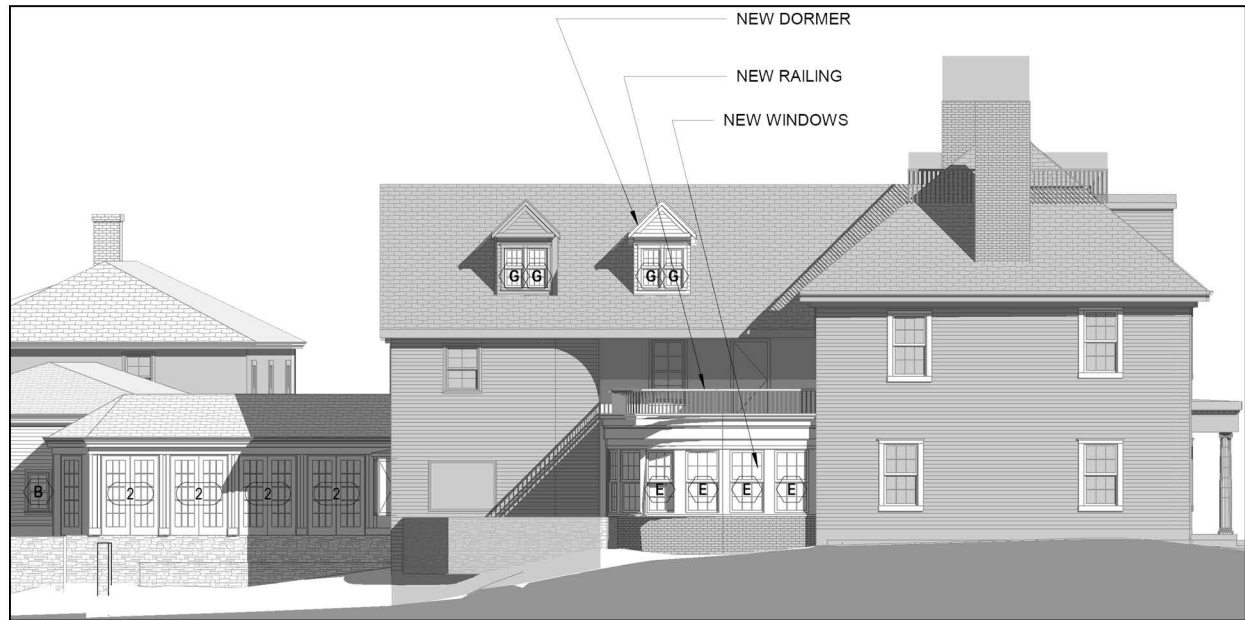 NEW DORMER
NEW RAILING
NEW WINDOWS
G G G G
B 2 2 2 2 E E E E